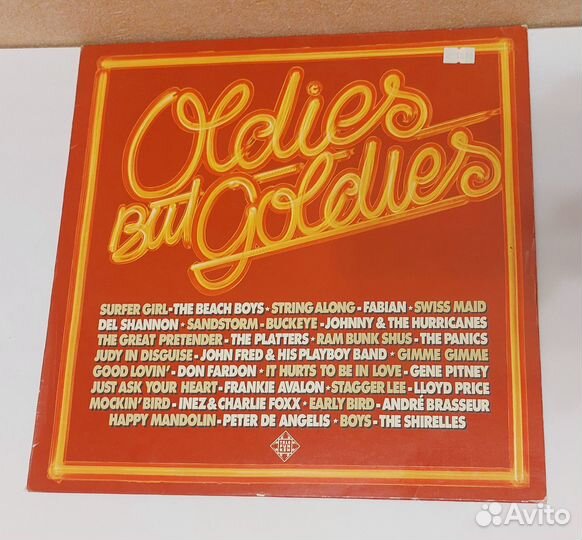 Oldies
But Goldies
SURFER GIRL-THE BEACH BOYS * STRING ALONG - FABIAN * SWISS MAID
DEL SHANNON * SANDSTORM - BUCKEYE - JOHNNY & THE HURRICANES
THE GREAT PRETENDER - THE PLATTERS * RAM BUNK SHUS - THE PANICS
JUDY IN DISGUISE - JOHN FRED & HIS PLAYBOY BAND * GIMME GIMME
GOOD LOVIN' - DON FARDON * IT HURTS TO BE IN LOVE - GENE PITNEY
JUST ASK YOUR HEART - FRANKIE AVALON * STAGGER LEE - LLOYD PRICE
MOCKIN' BIRD - INEZ & CHARLIE FOXX * EARLY BIRD - ANDRÉ BRASSEUR
HAPPY MANDOLIN - PETER DE ANGELIS * BOYS - THE SHIRELLES
TELE
FUN
KEN
Avito